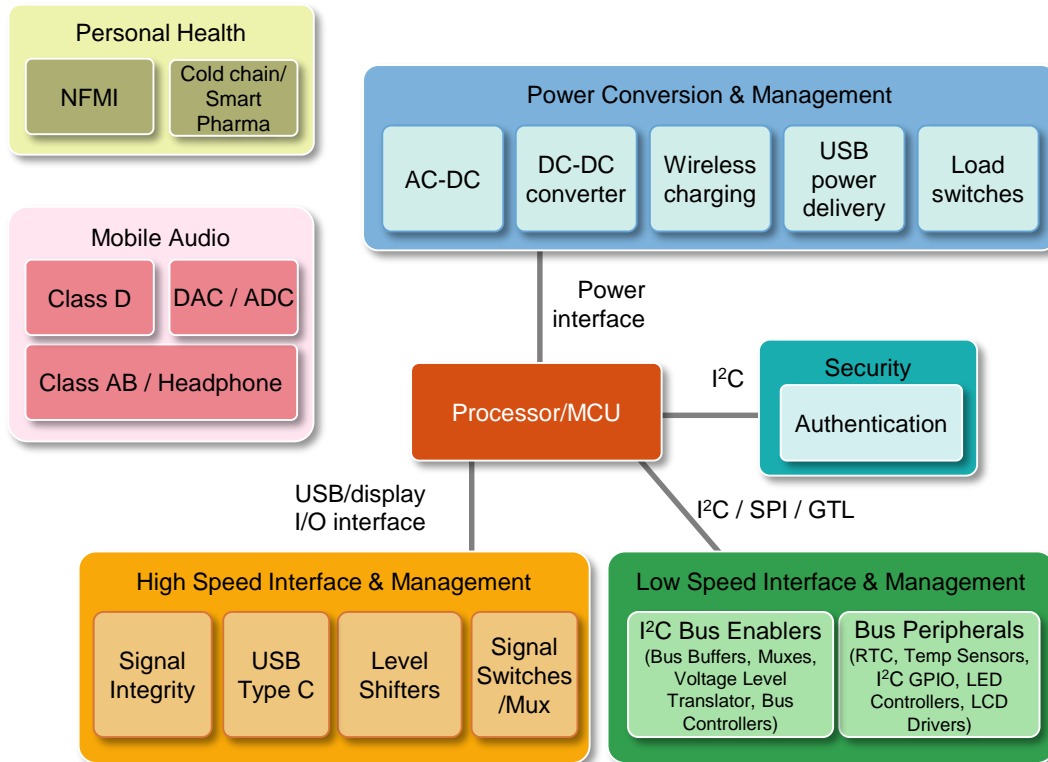 Personal Health
NFMI
Cold chain/
Smart
Pharma
Power Conversion & Management
AC-DC
DC-DC
converter
Wireless
charging
USB
power
delivery
Load
switches
Mobile Audio
Class D
DAC / ADC
Class AB / Headphone
Power
interface
Processor/MCU
I²C
Security
Authentication
USB/display
I/O interface
I²C / SPI / GTL
High Speed Interface & Management
Signal
Integrity
USB
Type C
Level
Shifters
Signal
Switches
/Mux
Low Speed Interface & Management
I²C Bus Enablers
(Bus Buffers, Muxes,
Voltage Level
Translator, Bus
Controllers)
Bus Peripherals
(RTC, Temp Sensors,
I²C GPIO, LED
Controllers, LCD
Drivers)